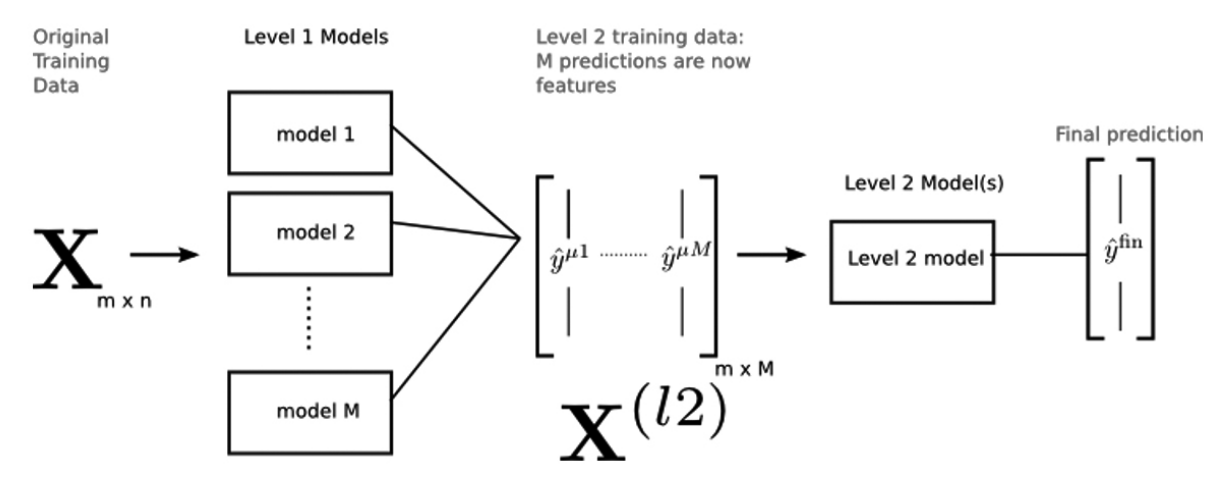 Original
Training
Data
Level 1 Models
Level 2 training data:
M predictions are now
features
model 1
model 2
model M
X
m x n
ŷ^μ1 ......... ŷ^μM
m x M
X^(l2)
Level 2 Model(s)
Level 2 model
Final prediction
ŷ^fin